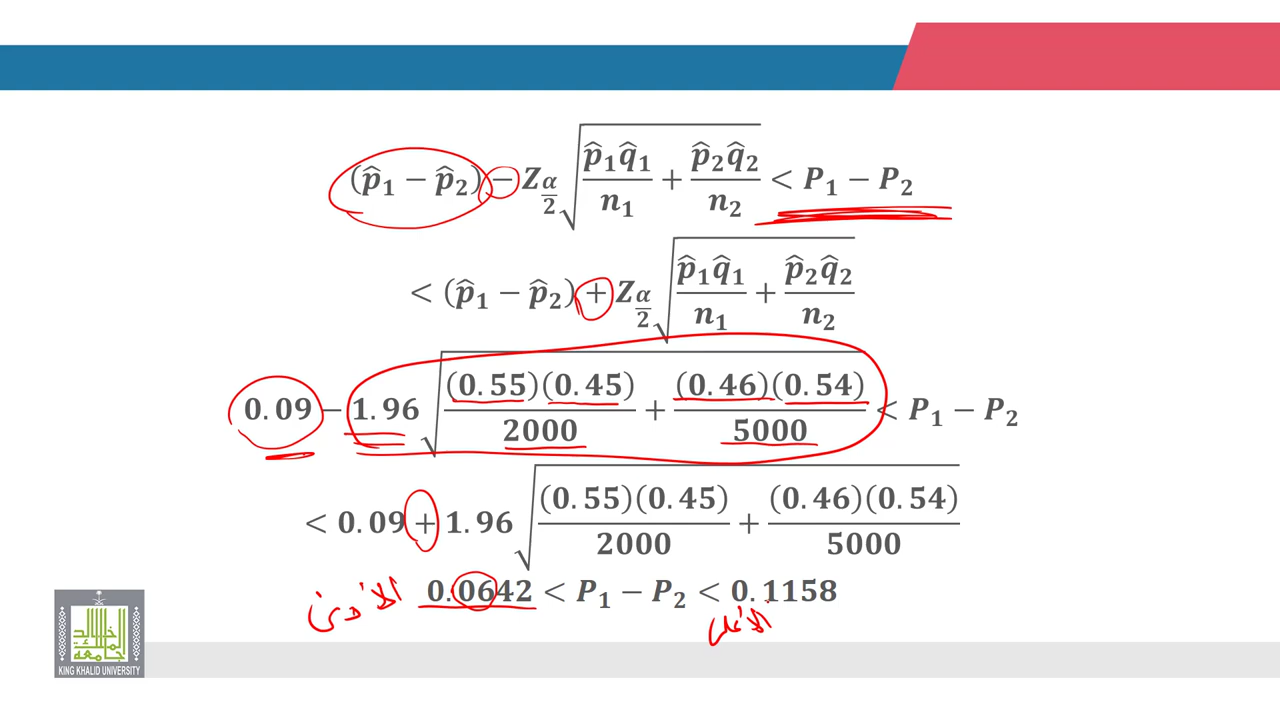 (p̂₁ − p̂₂) − Z_{α/2} √(p̂₁q̂₁/n₁ + p̂₂q̂₂/n₂) < P₁ − P₂
< (p̂₁ − p̂₂) + Z_{α/2} √(p̂₁q̂₁/n₁ + p̂₂q̂₂/n₂)
0.09 − 1.96 √((0.55)(0.45)/2000 + (0.46)(0.54)/5000) < P₁ − P₂
< 0.09 + 1.96 √((0.55)(0.45)/2000 + (0.46)(0.54)/5000)
0.0642 < P₁ − P₂ < 0.1158
الأدنى
الأعلى
جامعة الملك خالد
KING KHALID UNIVERSITY